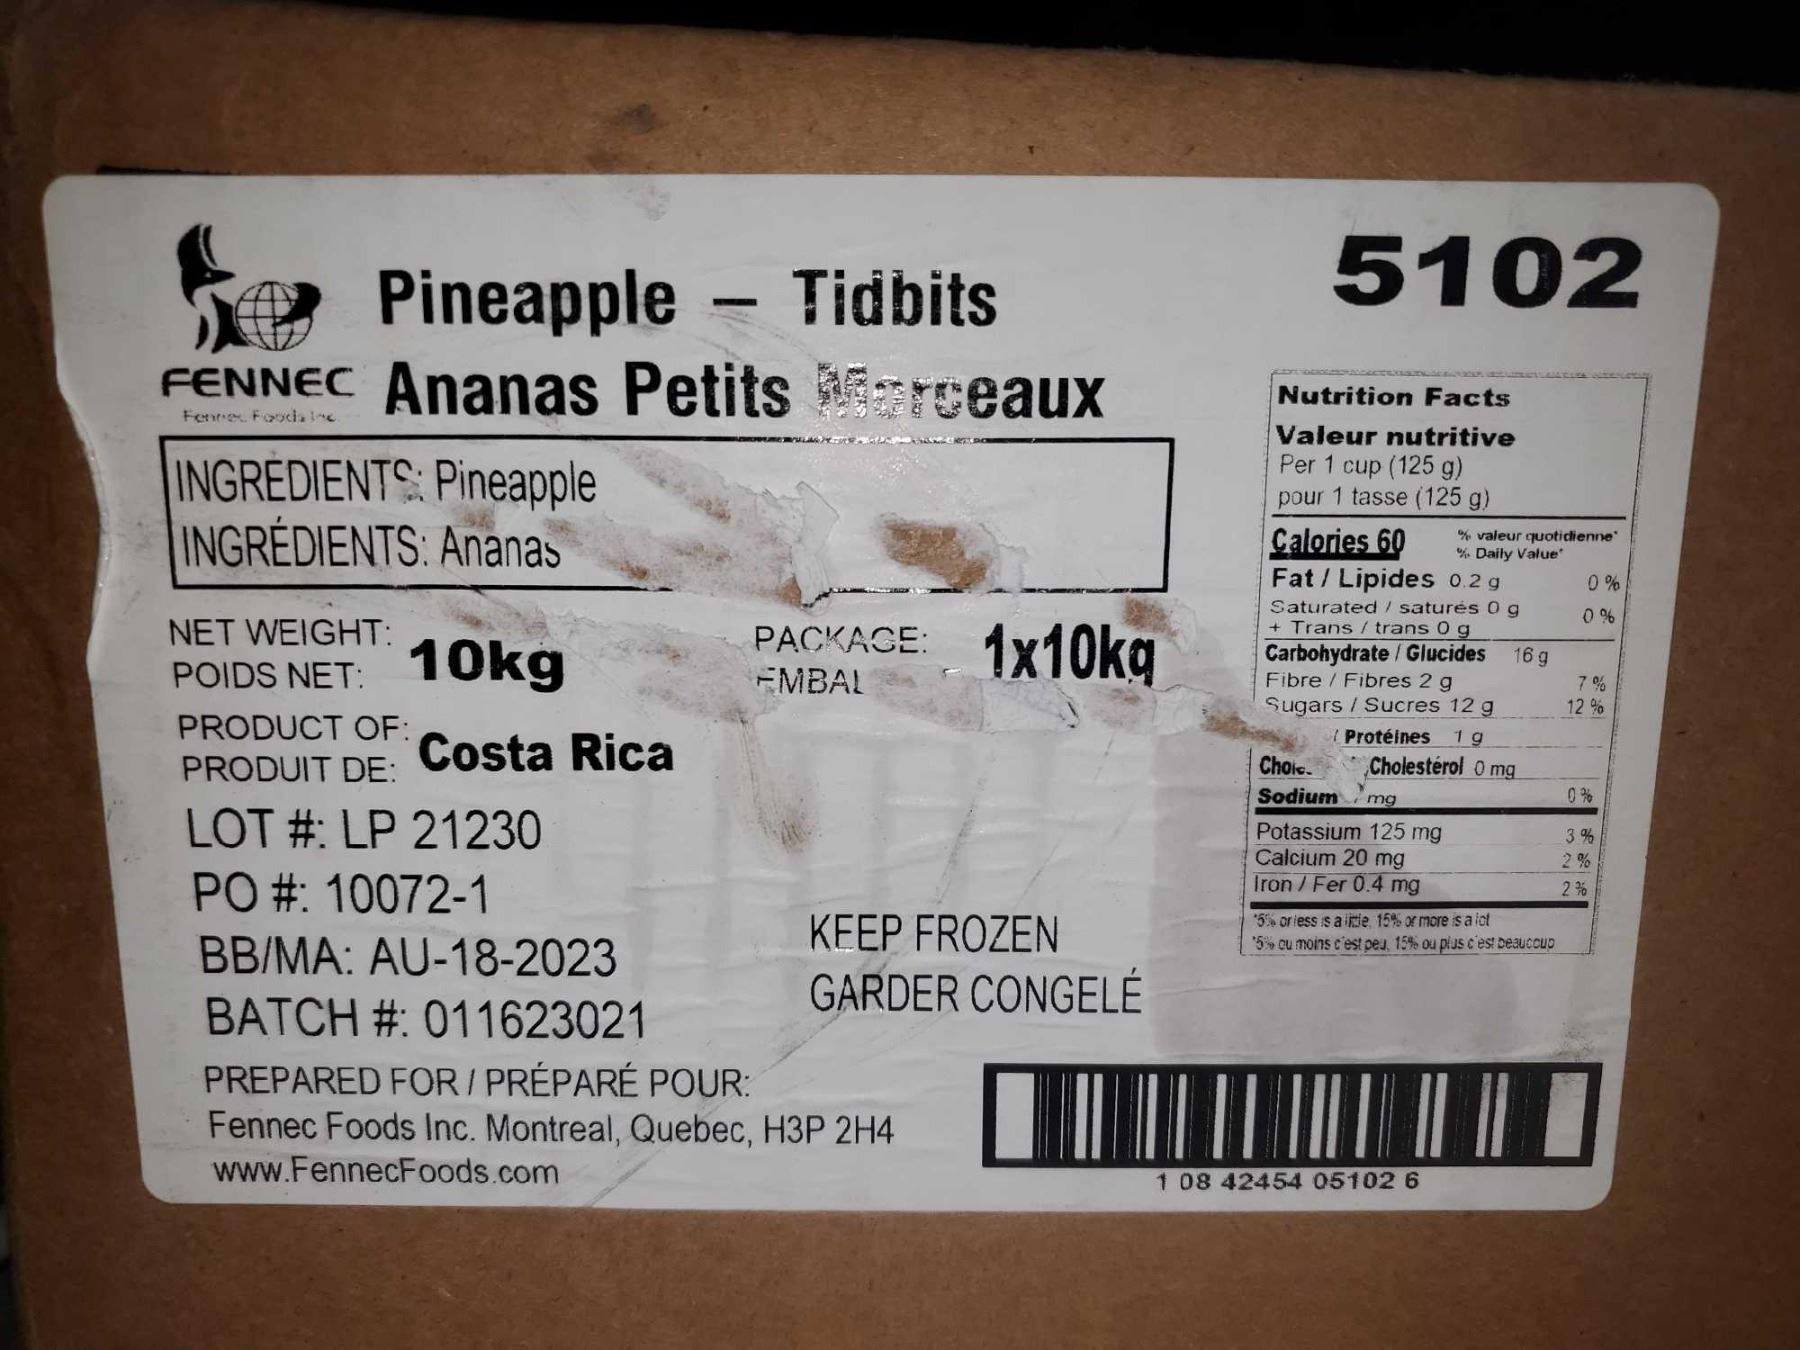 Pineapple – Tidbits
5102
FENNEC
Fennec Foods Inc.
Ananas Petits Morceaux
INGREDIENTS: Pineapple
INGRÉDIENTS: Ananas
NET WEIGHT:
POIDS NET:
10kg
PACKAGE:
EMBAL
1x10kg
PRODUCT OF:
PRODUIT DE:
Costa Rica
LOT #: LP 21230
PO #: 10072-1
BB/MA: AU-18-2023
BATCH #: 011623021
KEEP FROZEN
GARDER CONGELÉ
PREPARED FOR / PRÉPARÉ POUR:
Fennec Foods Inc. Montreal, Quebec, H3P 2H4
www.FennecFoods.com
Nutrition Facts
Valeur nutritive
Per 1 cup (125 g)
pour 1 tasse (125 g)
Calories 60
% valeur quotidienne*
% Daily Value*
Fat / Lipides 0.2 g 0 %
Saturated / saturés 0 g
+ Trans / trans 0 g
0 %
Carbohydrate / Glucides 16 g
Fibre / Fibres 2 g 7 %
Sugars / Sucres 12 g 12 %
/ Protéines 1 g
Cholestérol 0 mg
Sodium mg 0 %
Potassium 125 mg 3 %
Calcium 20 mg 2 %
Iron / Fer 0.4 mg 2 %
*5% or less is a little, 15% or more is a lot
*5% ou moins c'est peu, 15% ou plus c'est beaucoup
1 08 42454 05102 6